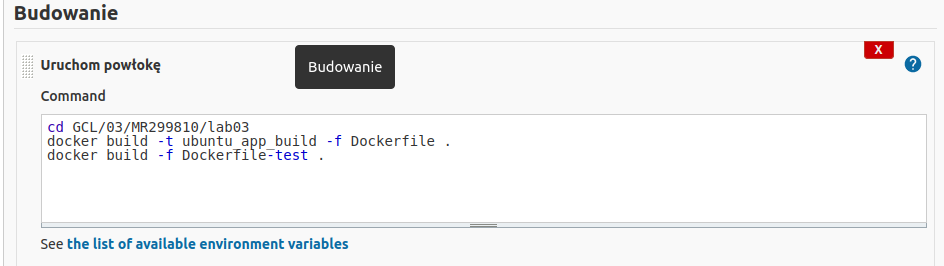 Budowanie
X
Uruchom powłokę
Budowanie
?
Command
cd GCL/03/MR299810/lab03
docker build -t ubuntu_app_build -f Dockerfile .
docker build -f Dockerfile-test .
See the list of available environment variables